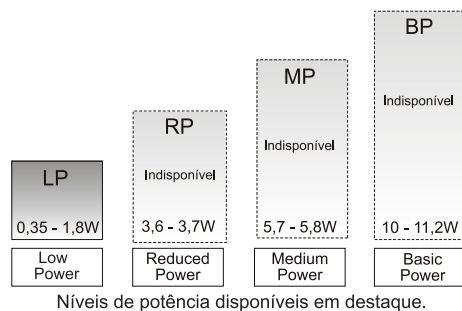 BP
MP
Indisponível
RP
Indisponível
LP
Indisponível
0,35 - 1,8W
3,6 - 3,7W
5,7 - 5,8W
10 - 11,2W
Low
Power
Reduced
Power
Medium
Power
Basic
Power
Níveis de potência disponíveis em destaque.